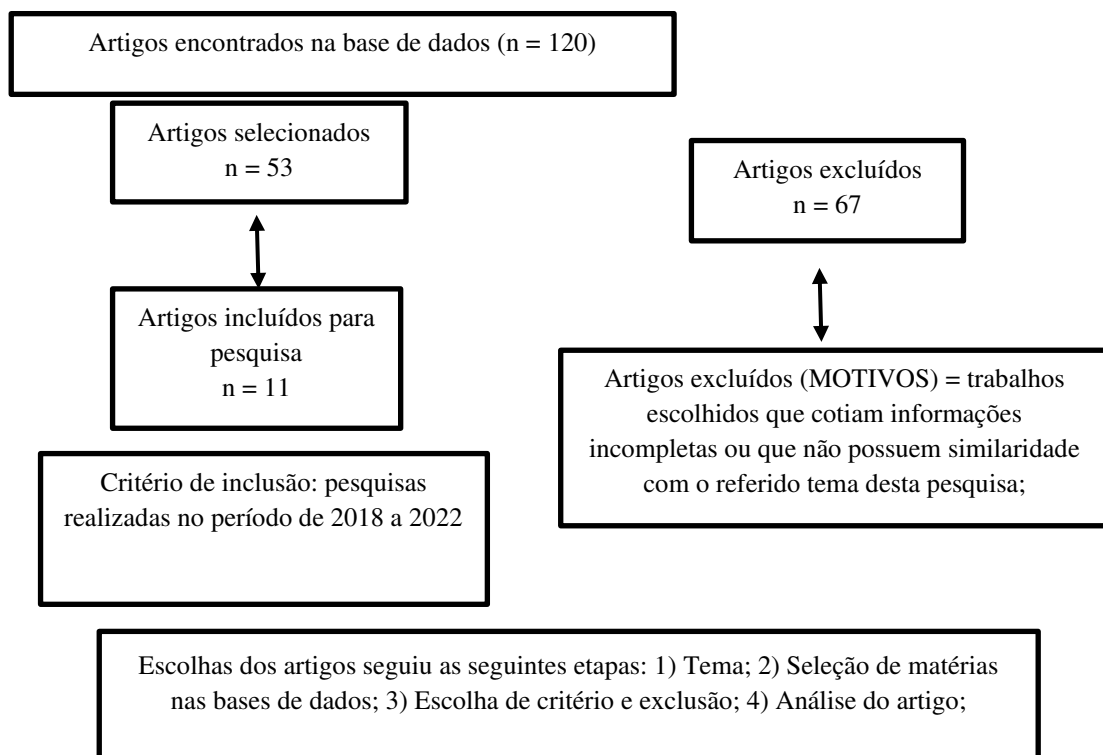 Artigos encontrados na base de dados (n = 120)
Artigos selecionados
n = 53
Artigos excluídos
n = 67
Artigos incluídos para
pesquisa
n = 11
Artigos excluídos (MOTIVOS) = trabalhos
escolhidos que cotiam informações
incompletas ou que não possuem similaridade
com o referido tema desta pesquisa;
Critério de inclusão: pesquisas
realizadas no período de 2018 a 2022
Escolhas dos artigos seguiu as seguintes etapas: 1) Tema; 2) Seleção de matérias
nas bases de dados; 3) Escolha de critério e exclusão; 4) Análise do artigo;